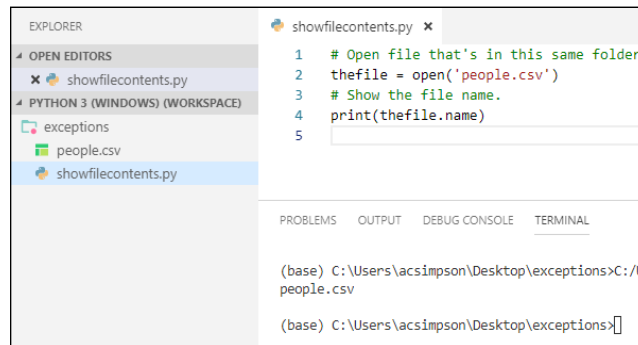 EXPLORER
OPEN EDITORS
showfilecontents.py
PYTHON 3 (WINDOWS) (WORKSPACE)
exceptions
people.csv
showfilecontents.py
showfilecontents.py
1 # Open file that's in this same folder
2 thefile = open('people.csv')
3 # Show the file name.
4 print(thefile.name)
5
PROBLEMS OUTPUT DEBUG CONSOLE TERMINAL
(base) C:\Users\acsimpson\Desktop\exceptions>C:/U
people.csv
(base) C:\Users\acsimpson\Desktop\exceptions>